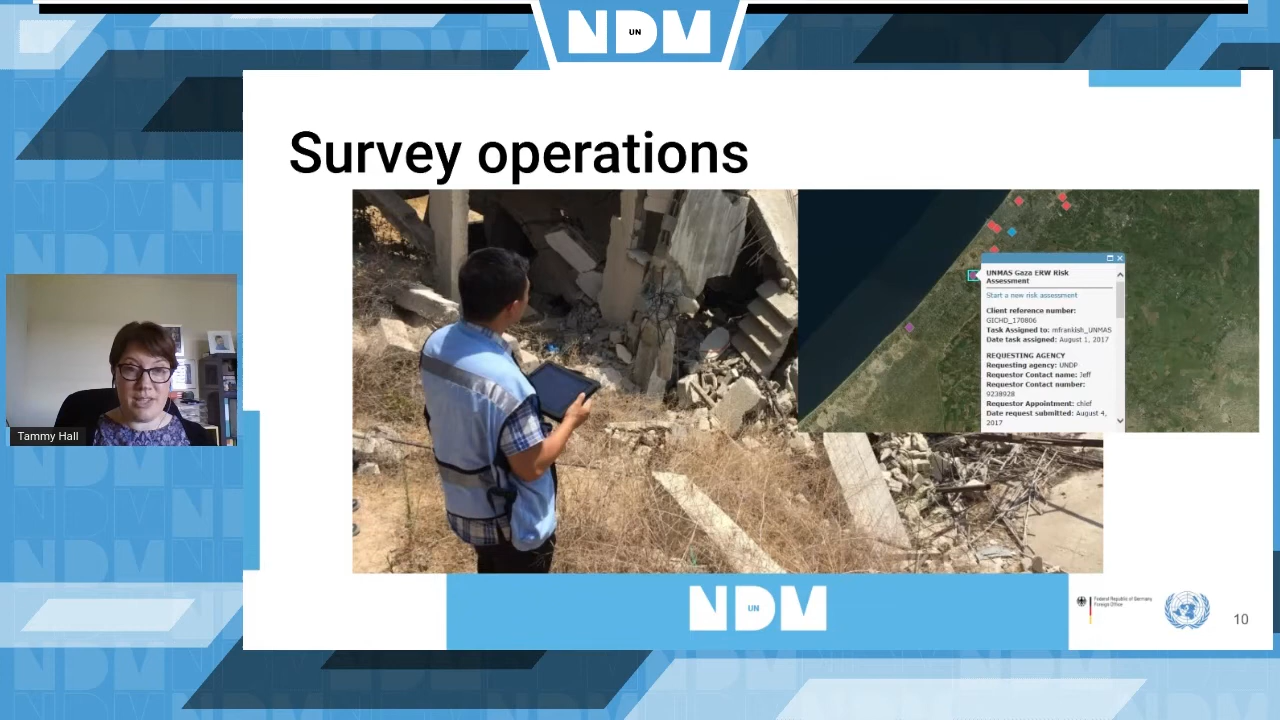 NDM
UN
Survey operations
UNMAS Gaza ERW Risk
Assessment
Start a new risk assessment
Client reference number:
GICHD_170806
Task Assigned to: mfrankish_UNMAS
Date task assigned: August 1, 2017
REQUESTING AGENCY
Requesting agency: UNDP
Requestor Contact name: Jeff
Requestor Contact number:
9238928
Requestor Appointment: chief
Date request submitted: August 4,
2017
Tammy Hall
NDM
UN
Federal Republic of Germany
Foreign Office
10